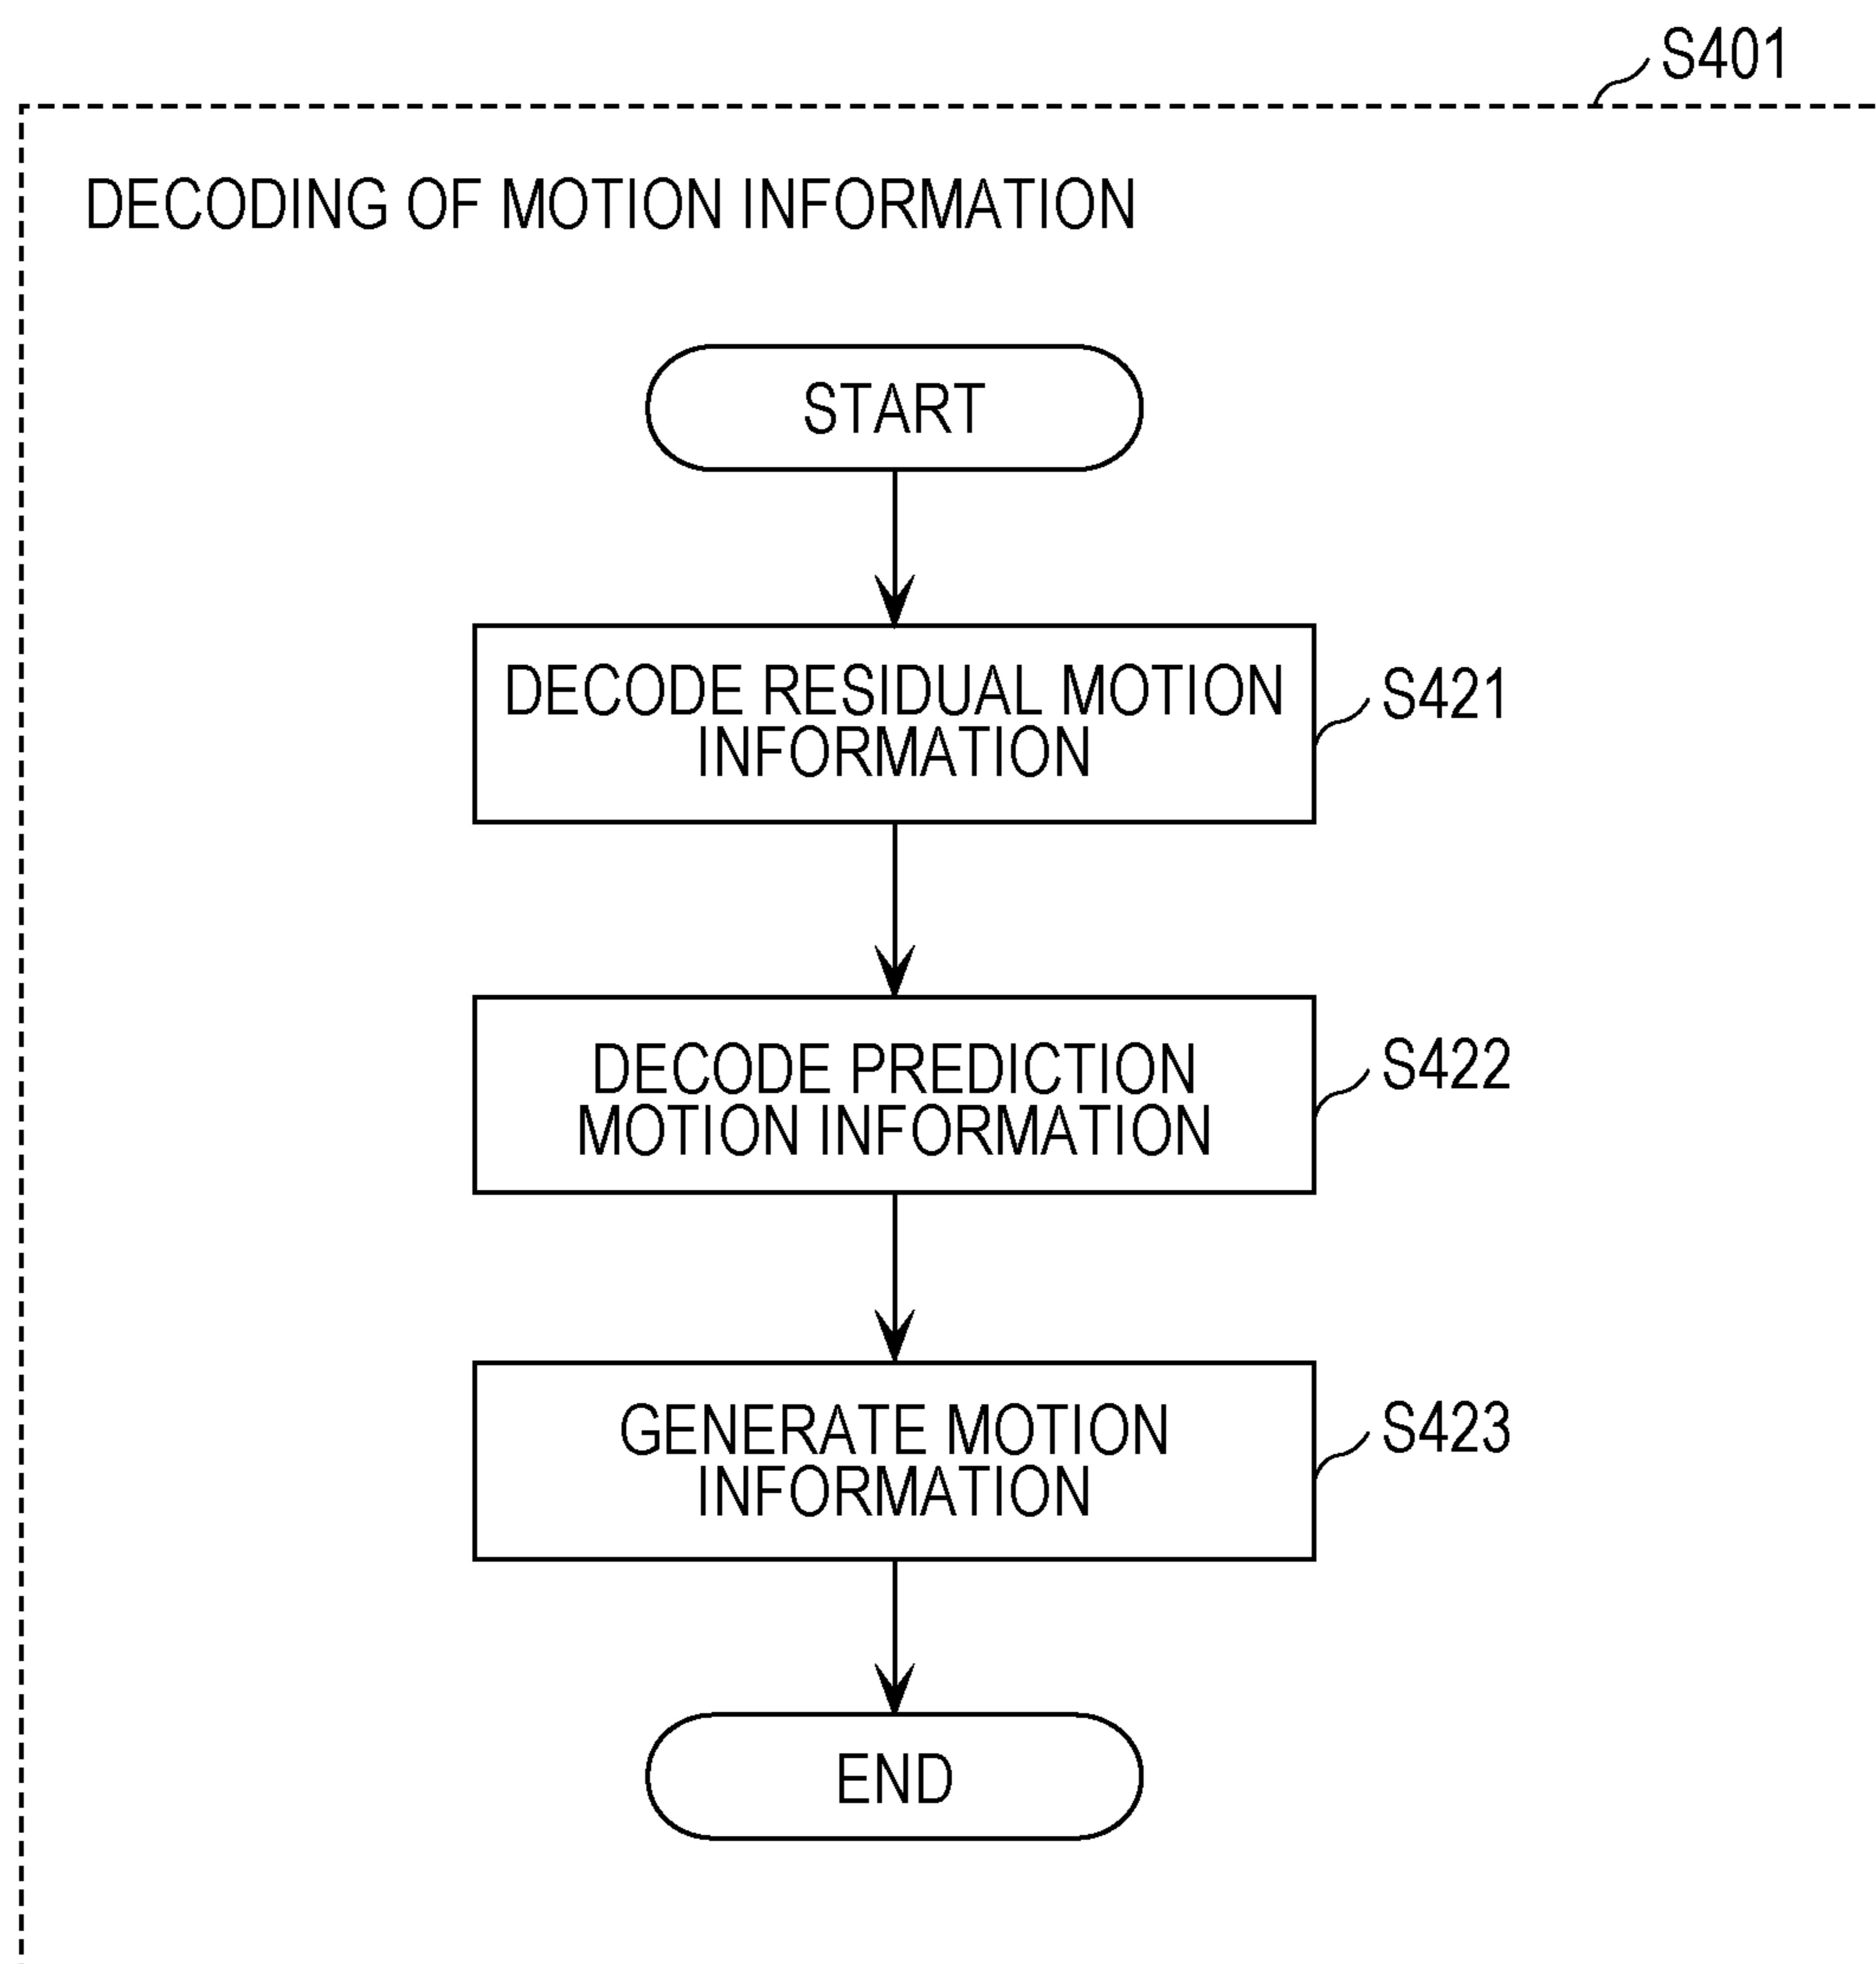 S401
DECODING OF MOTION INFORMATION
START
DECODE RESIDUAL MOTION
INFORMATION
S421
DECODE PREDICTION
MOTION INFORMATION
S422
GENERATE MOTION
INFORMATION
S423
END